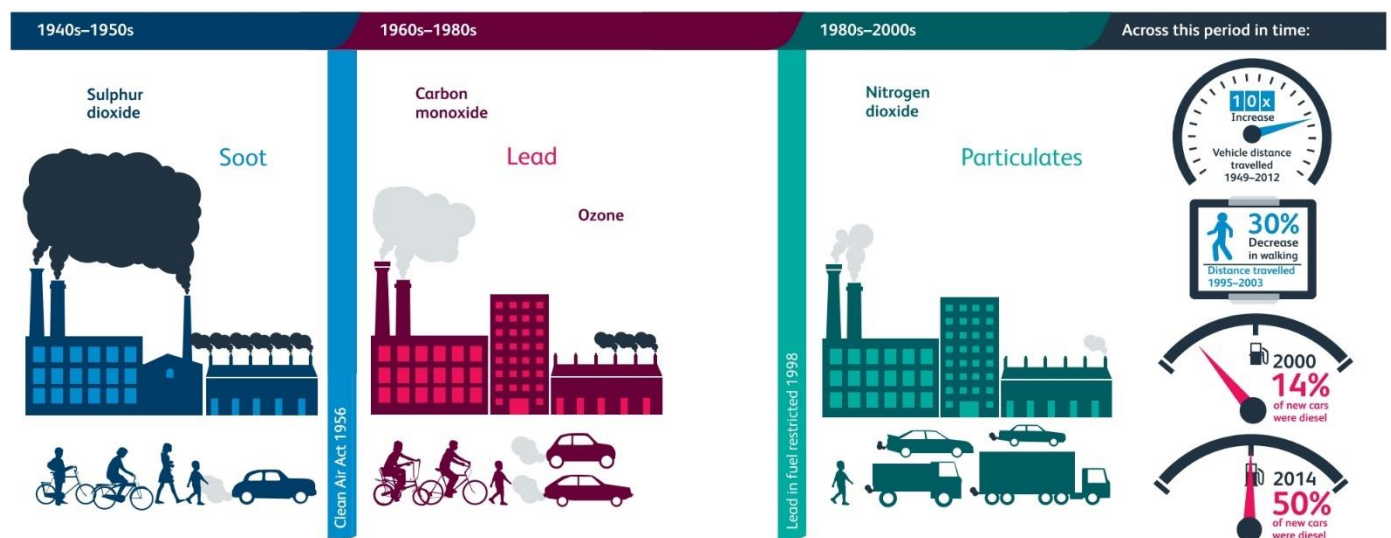 1940s–1950s
1960s–1980s
1980s–2000s
Across this period in time:
Sulphur
dioxide
Soot
Clean Air Act 1956
Carbon
monoxide
Lead
Ozone
Lead in fuel restricted 1998
Nitrogen
dioxide
Particulates
10x
Increase
Vehicle distance
travelled
1949–2012
30%
Decrease
in walking
Distance travelled
1995–2003
2000
14%
of new cars
were diesel
2014
50%
of new cars
were diesel